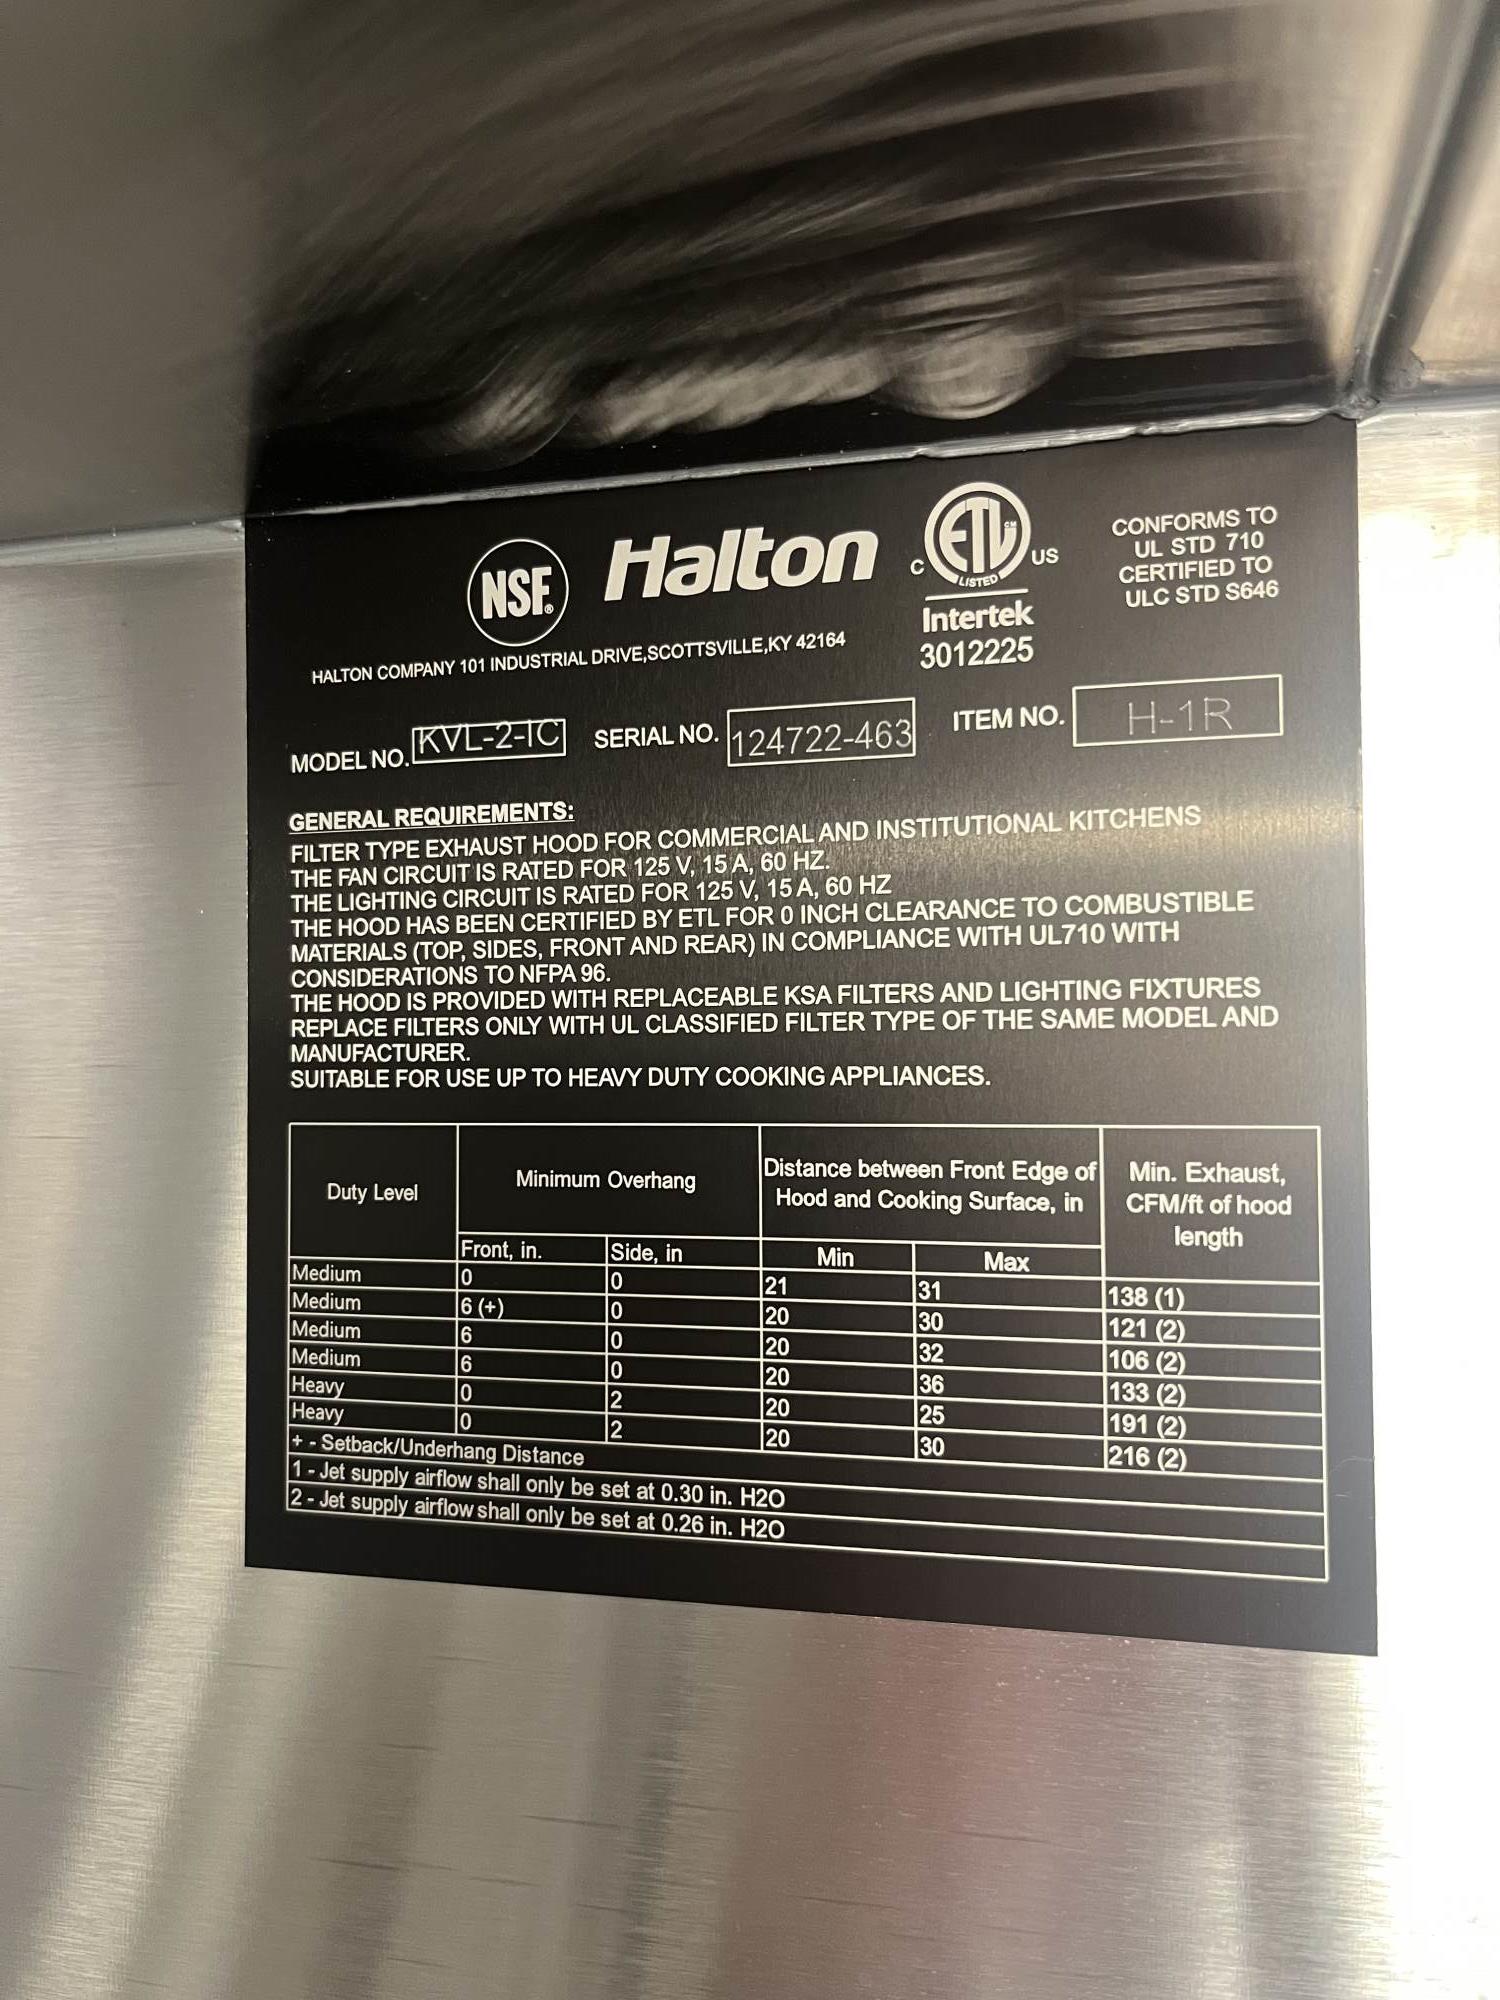 NSF®
Halton
C ETL CM US
LISTED
Intertek
3012225
CONFORMS TO
UL STD 710
CERTIFIED TO
ULC STD S646
HALTON COMPANY 101 INDUSTRIAL DRIVE,SCOTTSVILLE,KY 42164
MODEL NO. KVL-2-IC SERIAL NO. 124722-463 ITEM NO. H-1R
GENERAL REQUIREMENTS:
FILTER TYPE EXHAUST HOOD FOR COMMERCIAL AND INSTITUTIONAL KITCHENS
THE FAN CIRCUIT IS RATED FOR 125 V, 15 A, 60 HZ.
THE LIGHTING CIRCUIT IS RATED FOR 125 V, 15 A, 60 HZ
THE HOOD HAS BEEN CERTIFIED BY ETL FOR 0 INCH CLEARANCE TO COMBUSTIBLE
MATERIALS (TOP, SIDES, FRONT AND REAR) IN COMPLIANCE WITH UL710 WITH
CONSIDERATIONS TO NFPA 96.
THE HOOD IS PROVIDED WITH REPLACEABLE KSA FILTERS AND LIGHTING FIXTURES
REPLACE FILTERS ONLY WITH UL CLASSIFIED FILTER TYPE OF THE SAME MODEL AND
MANUFACTURER.
SUITABLE FOR USE UP TO HEAVY DUTY COOKING APPLIANCES.
Duty Level
Minimum Overhang
Distance between Front Edge of
Hood and Cooking Surface, in
Min. Exhaust,
CFM/ft of hood
length
Front, in. Side, in Min Max
Medium 0 0 21 31 138 (1)
Medium 6 (+) 0 20 30 121 (2)
Medium 6 0 20 32 106 (2)
Medium 6 0 20 36 133 (2)
Heavy 0 2 20 25 191 (2)
Heavy 0 2 20 30 216 (2)
+ - Setback/Underhang Distance
1 - Jet supply airflow shall only be set at 0.30 in. H2O
2 - Jet supply airflow shall only be set at 0.26 in. H2O